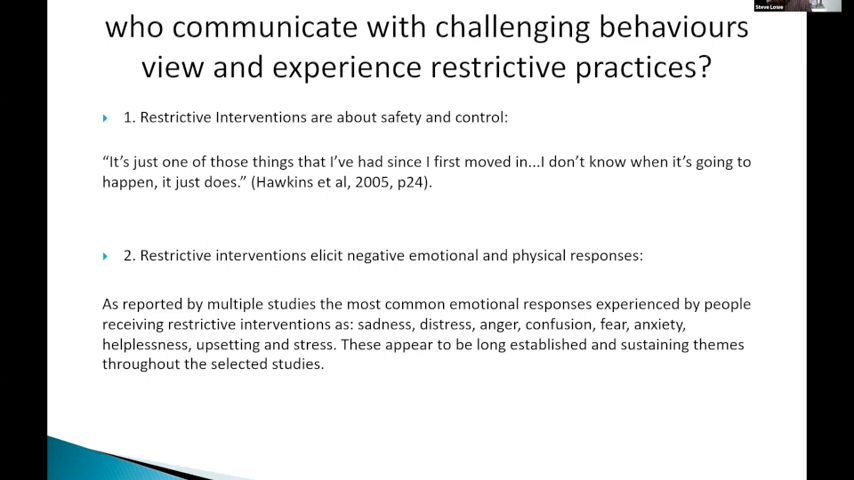 Steve Lowe
who communicate with challenging behaviours
view and experience restrictive practices?
1. Restrictive Interventions are about safety and control:
“It’s just one of those things that I’ve had since I first moved in...I don’t know when it’s going to
happen, it just does.” (Hawkins et al, 2005, p24).
2. Restrictive interventions elicit negative emotional and physical responses:
As reported by multiple studies the most common emotional responses experienced by people
receiving restrictive interventions as: sadness, distress, anger, confusion, fear, anxiety,
helplessness, upsetting and stress. These appear to be long established and sustaining themes
throughout the selected studies.